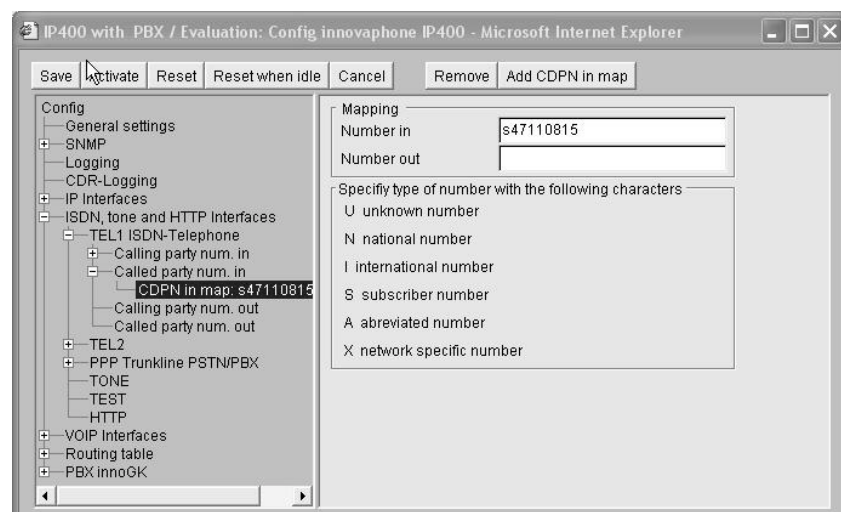 IP400 with PBX / Evaluation: Config innovaphone IP400 - Microsoft Internet Explorer
Save Activate Reset Reset when idle Cancel Remove Add CDPN in map
Config
General settings
SNMP
Logging
CDR-Logging
IP Interfaces
ISDN, tone and HTTP Interfaces
TEL1 ISDN-Telephone
Calling party num. in
Called party num. in
CDPN in map: s47110815
Calling party num. out
Called party num. out
TEL2
PPP Trunkline PSTN/PBX
TONE
TEST
HTTP
VOIP Interfaces
Routing table
PBX innoGK
Mapping
Number in s47110815
Number out
Specifiy type of number with the following characters
U unknown number
N national number
I international number
S subscriber number
A abreviated number
X network specific number